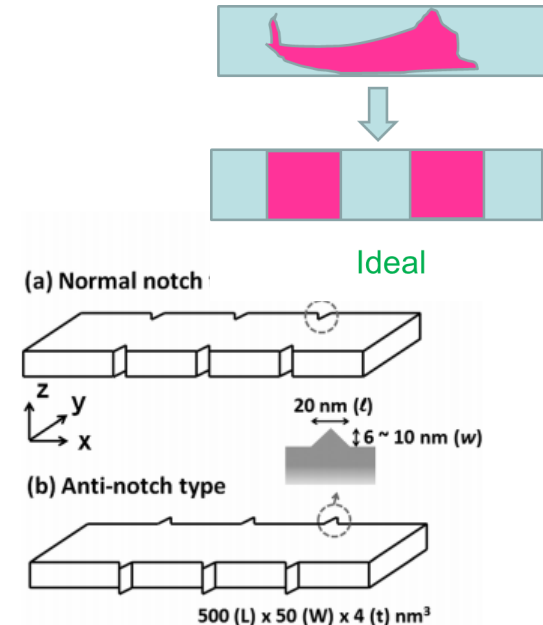 Ideal
(a) Normal notch
z
y
x
20 nm (ℓ)
6 ~ 10 nm (w)
(b) Anti-notch type
500 (L) x 50 (W) x 4 (t) nm³